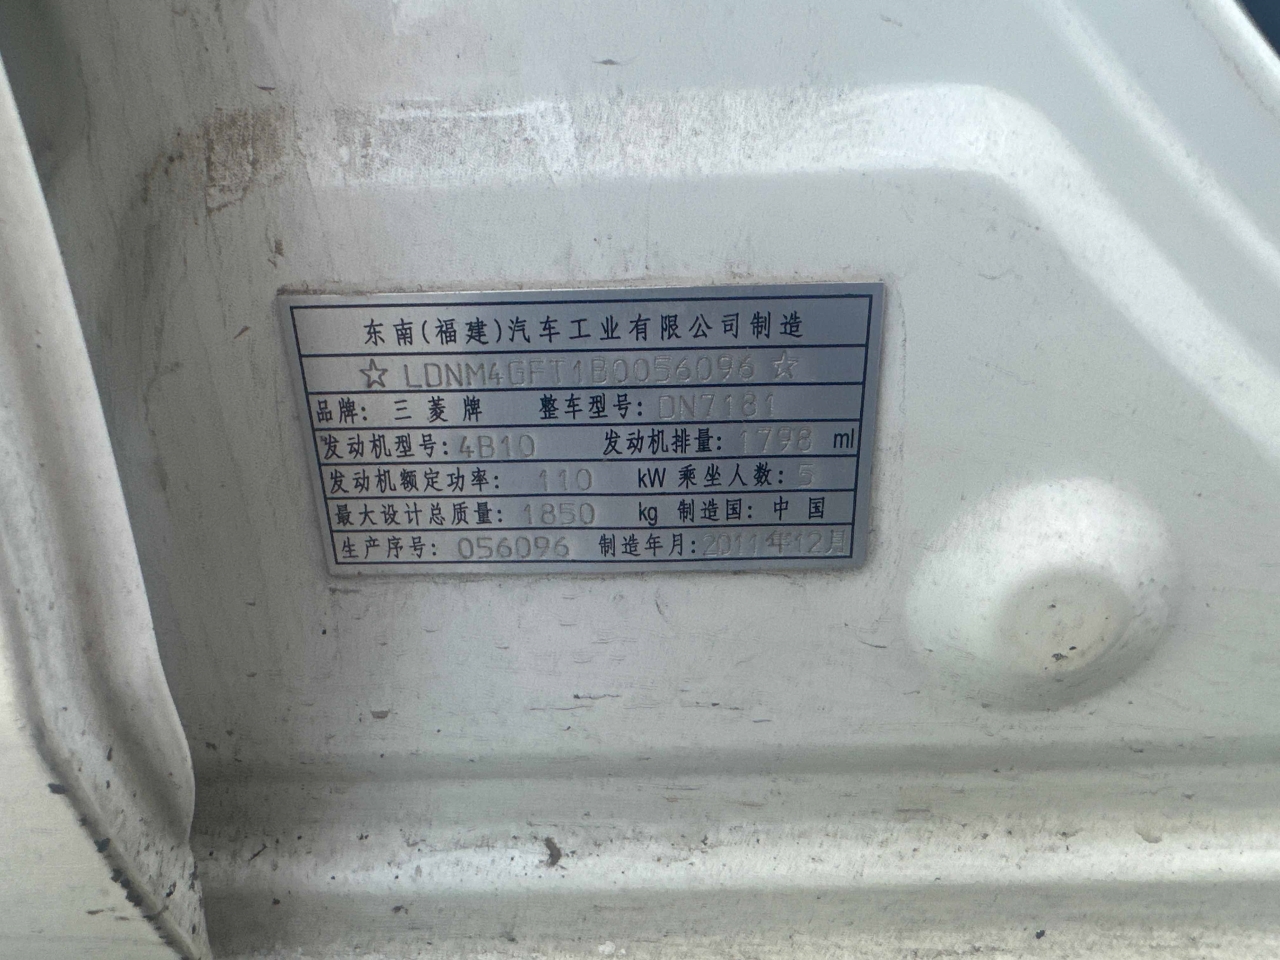 东南(福建)汽车工业有限公司制造
☆ LDNM4GFT1B0056096 ☆
品牌: 三菱牌 整车型号: DN7181
发动机型号: 4B10 发动机排量: 1798 ml
发动机额定功率: 110 kW 乘坐人数: 5
最大设计总质量: 1850 kg 制造国: 中国
生产序号: 056096 制造年月: 2011年12月